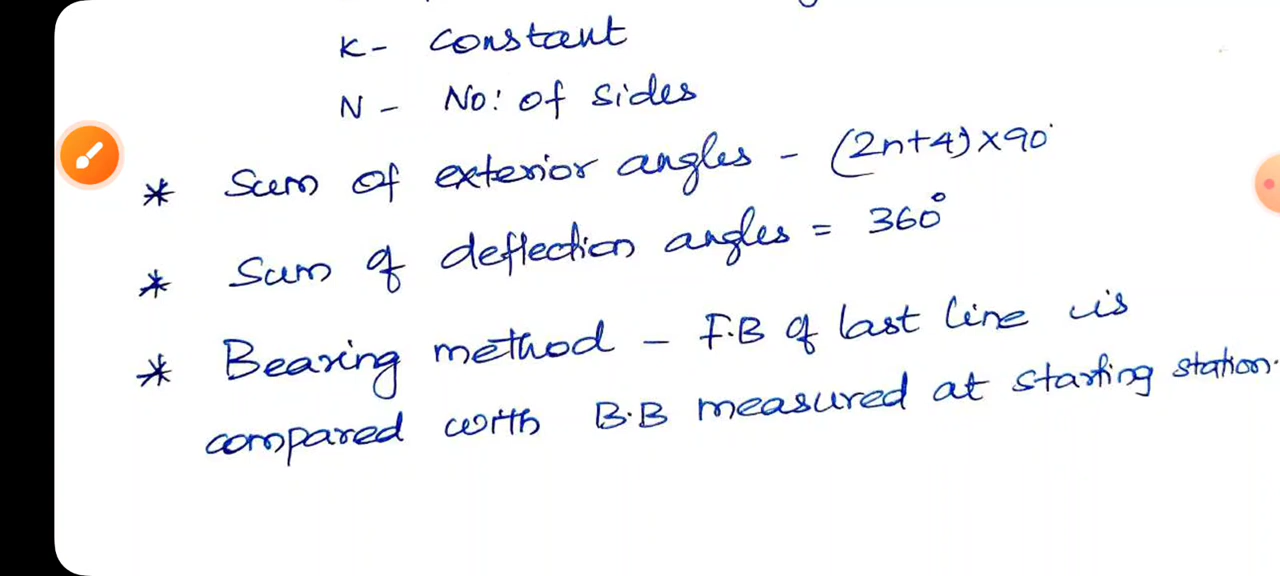 K- Constant
N - No: of sides
* Sum of exterior angles - (2n+4)×90°
* Sum of deflection angles = 360°
* Bearing method - F.B of last line is
compared with B.B measured at starting station.